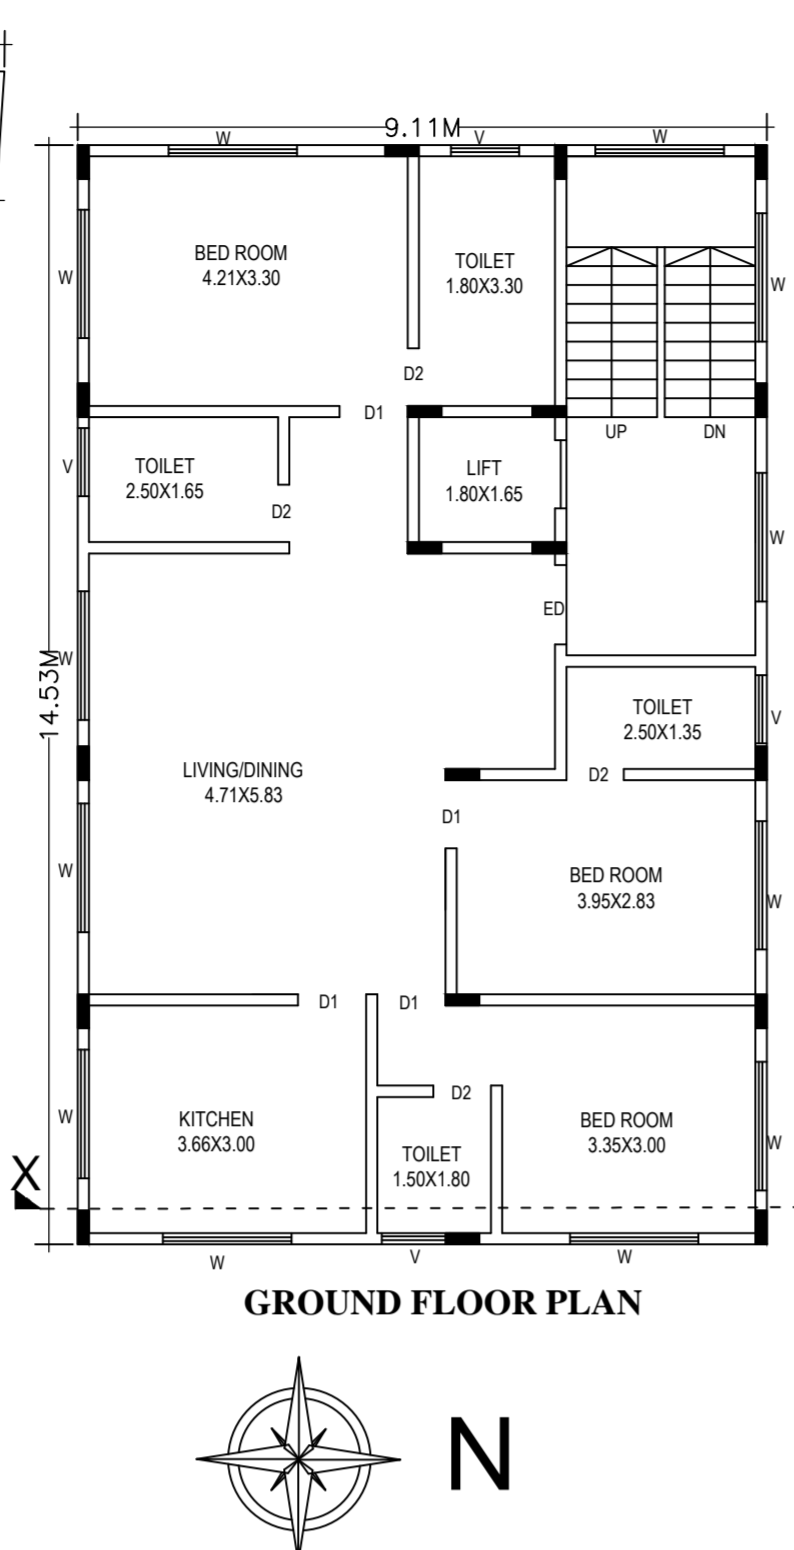 9.11M
W
V
W
BED ROOM
4.21X3.30
TOILET
1.80X3.30
W
W
D2
D1
UP
DN
TOILET
2.50X1.65
V
LIFT
1.80X1.65
D2
W
ED
14.53M
W
TOILET
2.50X1.35
V
LIVING/DINING
4.71X5.83
D2
D1
W
BED ROOM
3.95X2.83
W
D1
D1
D2
W
KITCHEN
3.66X3.00
BED ROOM
3.35X3.00
W
TOILET
1.50X1.80
X
W
V
W
GROUND FLOOR PLAN
N